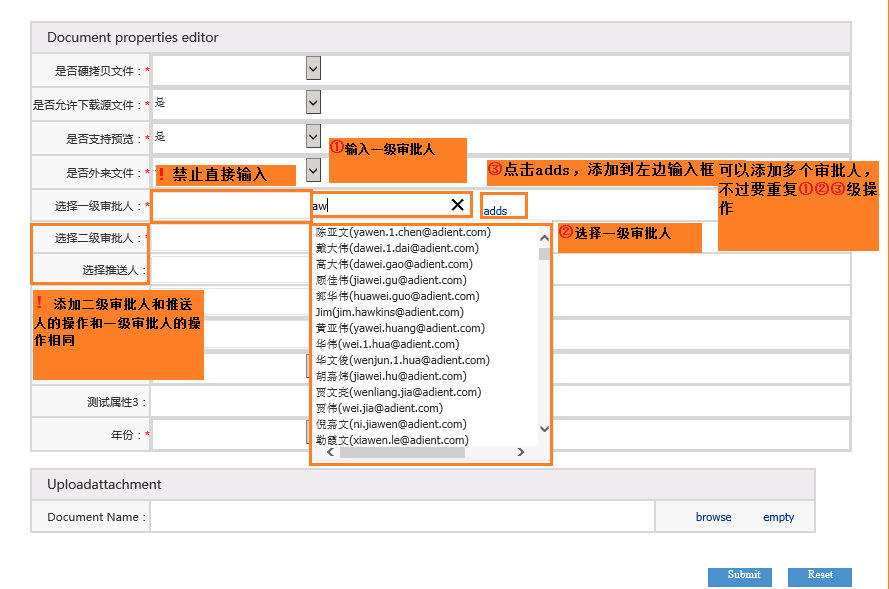 Document properties editor
是否硬拷贝文件：*
是否允许下载源文件：* 是
是否支持预览：* 是
①输入一级审批人
是否外来文件：*
！禁止直接输入
③点击adds，添加到左边输入框
可以添加多个审批人，
不过要重复①②③级操
作
选择一级审批人：*
aw
adds
②选择一级审批人
选择二级审批人：
选择推送人：
！ 添加二级审批人和推送
人的操作和一级审批人的操
作相同
陈亚文(yawen.1.chen@adient.com)
戴大伟(dawei.1.dai@adient.com)
高大伟(dawei.gao@adient.com)
顾佳伟(jiawei.gu@adient.com)
郭华伟(huawei.guo@adient.com)
Jim(jim.hawkins@adient.com)
黄亚伟(yawei.huang@adient.com)
华伟(wei.1.hua@adient.com)
华文俊(wenjun.1.hua@adient.com)
胡嘉炜(jiawei.hu@adient.com)
贾文亮(wenliang.jia@adient.com)
贾伟(wei.jia@adient.com)
倪嘉文(ni.jiawen@adient.com)
勒霞文(xiawen.le@adient.com)
测试属性3：
年份：*
Uploadattachment
Document Name :
browse
empty
Submit
Reset